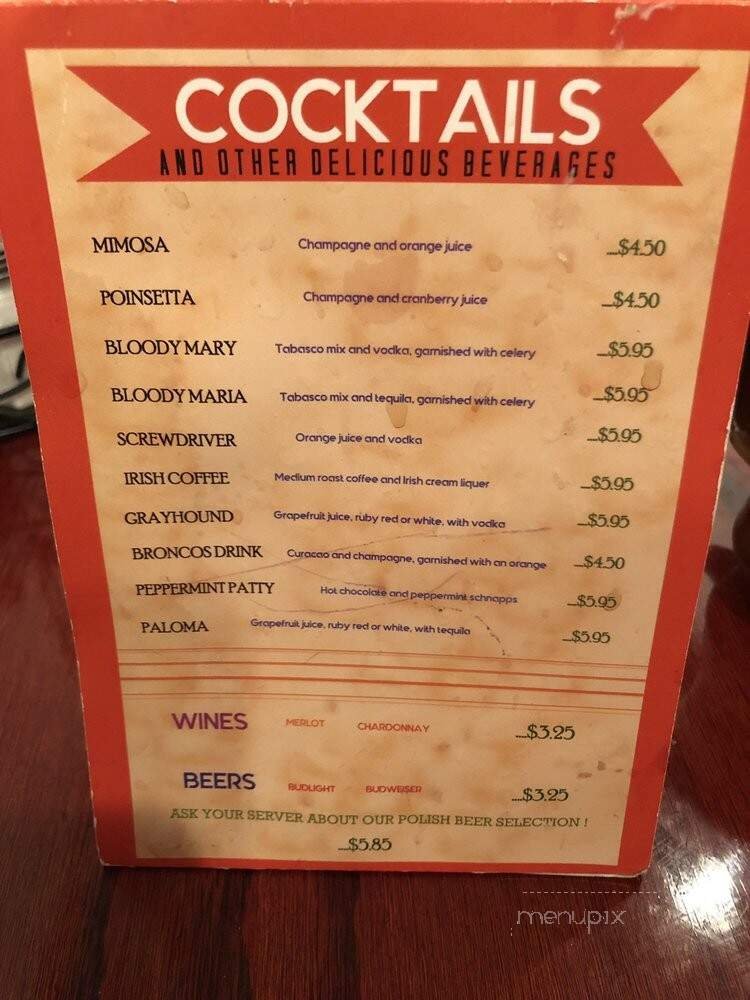 COCKTAILS
AND OTHER DELICIOUS BEVERAGES
MIMOSA Champagne and orange juice ....$4.50
POINSETTA Champagne and cranberry juice ....$4.50
BLOODY MARY Tabasco mix and vodka, garnished with celery ....$5.95
BLOODY MARIA Tabasco mix and tequila, garnished with celery ....$5.95
SCREWDRIVER Orange juice and vodka ....$5.95
IRISH COFFEE Medium roast coffee and Irish cream liquer ....$5.95
GRAYHOUND Grapefruit juice, ruby red or white, with vodka ....$5.95
BRONCOS DRINK Curacao and champagne, garnished with an orange ....$4.50
PEPPERMINT PATTY Hot chocolate and peppermint schnapps ....$5.95
PALOMA Grapefruit juice, ruby red or white, with tequila ....$5.95
WINES MERLOT CHARDONNAY ....$3.25
BEERS BUDLIGHT BUDWEISER ....$3.25
ASK YOUR SERVER ABOUT OUR POLISH BEER SELECTION !
....$5.85
menupix